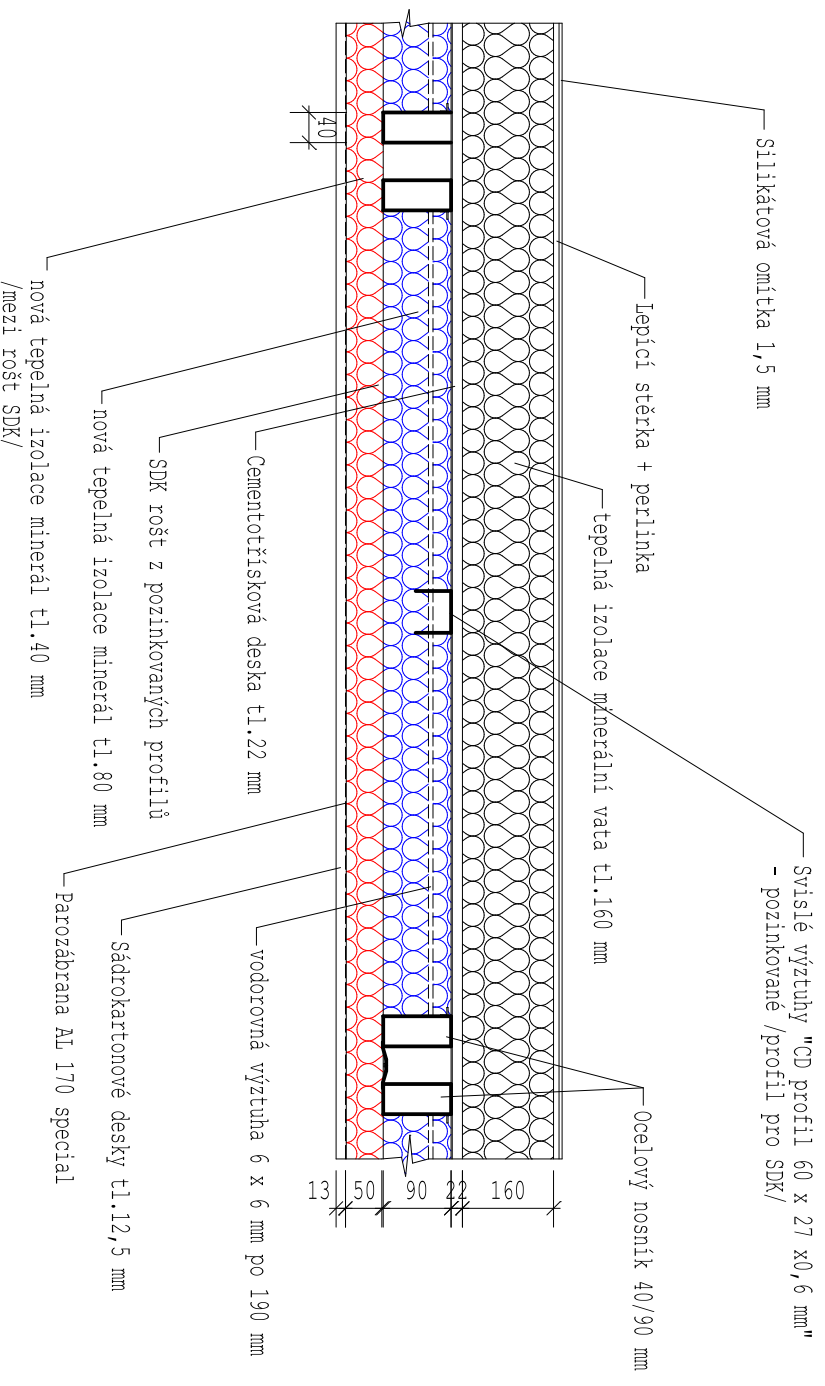 Svislé výztuhy "CD profil 60 x 27 x0,6 mm"
- pozinkované /profil pro SDK/
Silikátová omítka 1,5 mm
Lepící stěrka + perlinka
tepelná izolace minerální vata tl.160 mm
Ocelový nosník 40/90 mm
13
50
90
22
160
40
vodorovná výztuha 6 x 6 mm po 190 mm
Cementotřísková deska tl.22 mm
SDK rošt z pozinkovaných profilů
Sádrokartonové desky tl.12,5 mm
nová tepelná izolace minerál tl.80 mm
Parozábrana AL 170 special
nová tepelná izolace minerál tl.40 mm
/mezi rošt SDK/